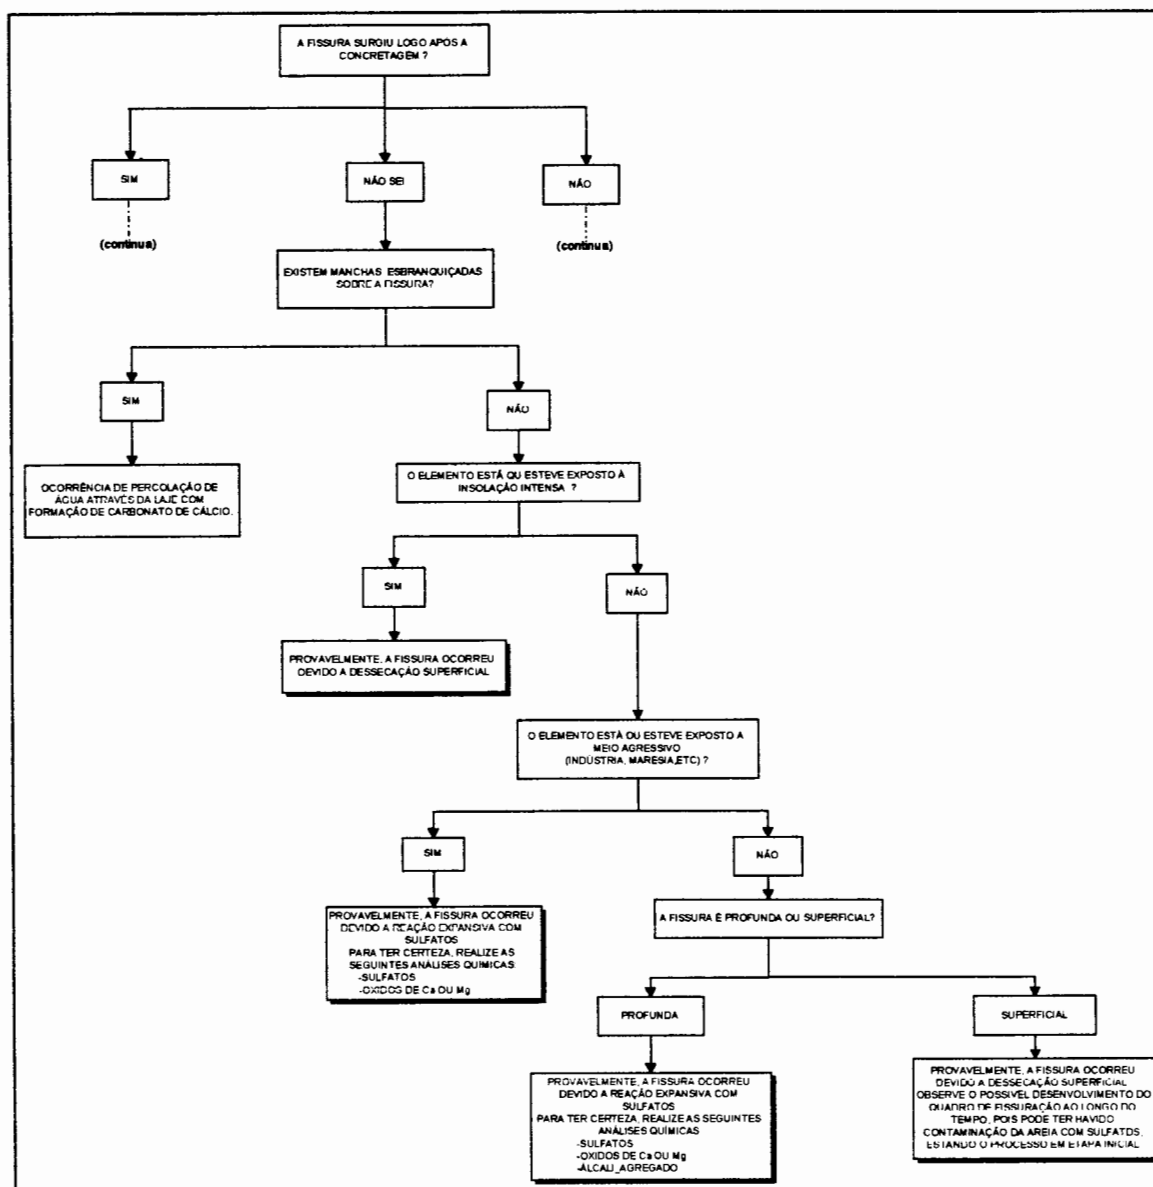 A FISSURA SURGIU LOGO APÓS A
CONCRETAGEM ?
SIM
NÃO SEI
NÃO
(continua)
(continua)
EXISTEM MANCHAS ESBRANQUIÇADAS
SOBRE A FISSURA?
SIM
NÃO
OCORRÊNCIA DE PERCOLAÇÃO DE
ÁGUA ATRAVÉS DA LAJE COM
FORMAÇÃO DE CARBONATO DE CÁLCIO.
O ELEMENTO ESTÁ OU ESTEVE EXPOSTO À
INSOLAÇÃO INTENSA ?
SIM
NÃO
PROVAVELMENTE, A FISSURA OCORREU
DEVIDO A DESSECAÇÃO SUPERFICIAL
O ELEMENTO ESTÁ OU ESTEVE EXPOSTO A
MEIO AGRESSIVO
(INDÚSTRIA, MARESIA,ETC) ?
SIM
NÃO
PROVAVELMENTE, A FISSURA OCORREU
DEVIDO A REAÇÃO EXPANSIVA COM
SULFATOS
PARA TER CERTEZA, REALIZE AS
SEGUINTES ANÁLISES QUÍMICAS:
-SULFATOS
-OXIDOS DE Ca OU Mg
A FISSURA É PROFUNDA OU SUPERFICIAL?
PROFUNDA
SUPERFICIAL
PROVAVELMENTE, A FISSURA OCORREU
DEVIDO A REAÇÃO EXPANSIVA COM
SULFATOS
PARA TER CERTEZA, REALIZE AS SEGUINTES
ANÁLISES QUÍMICAS
-SULFATOS
-OXIDOS DE Ca OU Mg
-ÁLCALI_AGREGADO
PROVAVELMENTE, A FISSURA OCORREU
DEVIDO A DESSECAÇÃO SUPERFICIAL
OBSERVE O POSSIVEL DESENVOLVIMENTO DO
QUADRO DE FISSURAÇÃO AO LONGO DO
TEMPO, POIS PODE TER HAVIDO
CONTAMINAÇÃO DA AREIA COM SULFATOS,
ESTANDO O PROCESSO EM ETAPA INICIAL